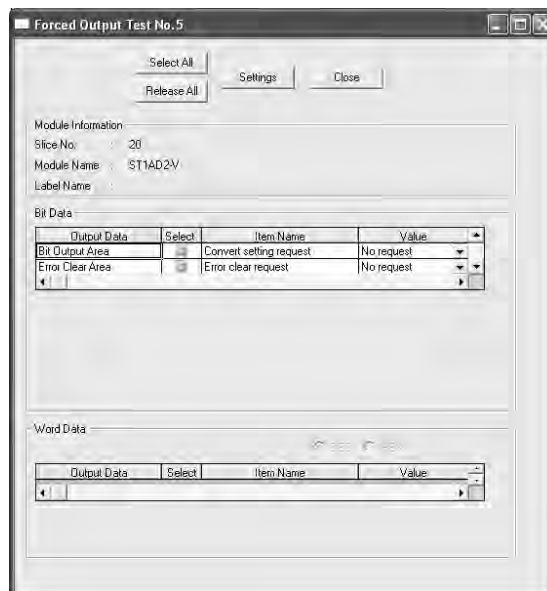 Forced Output Test No.5
Select All
Release All
Settings
Close
Module Information
Slice No. : 20
Module Name : ST1AD2-V
Label Name :
Bit Data
Output Data Select Item Name Value
Bit Output Area Convert setting request No request
Error Clear Area Error clear request No request
Word Data
Output Data Select Item Name Value